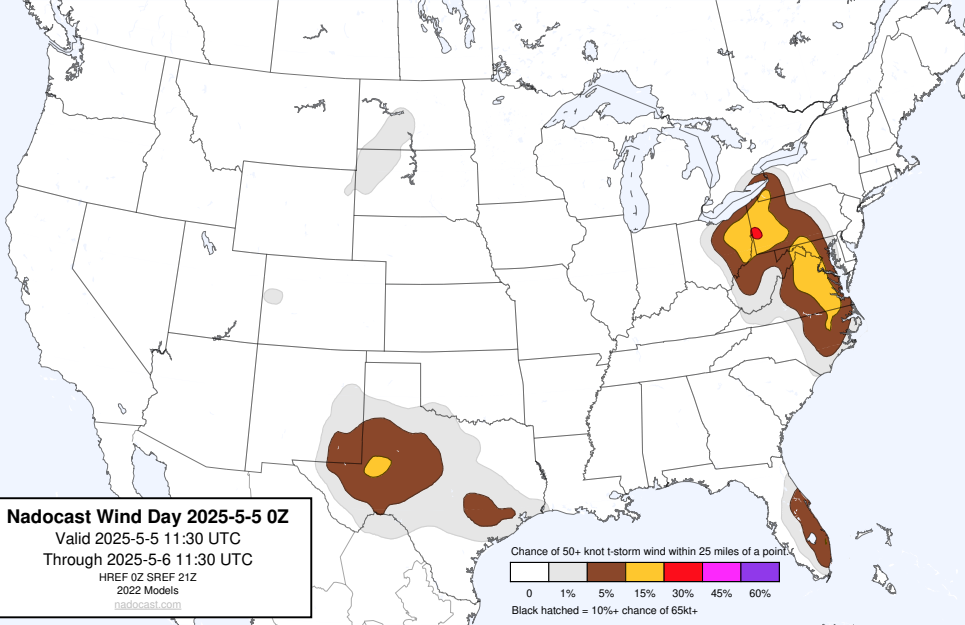 Nadocast Wind Day 2025-5-5 0Z
Valid 2025-5-5 11:30 UTC
Through 2025-5-6 11:30 UTC
HREF 0Z SREF 21Z
2022 Models
nadocast.com
Chance of 50+ knot t-storm wind within 25 miles of a point.
0 1% 5% 15% 30% 45% 60%
Black hatched = 10%+ chance of 65kt+